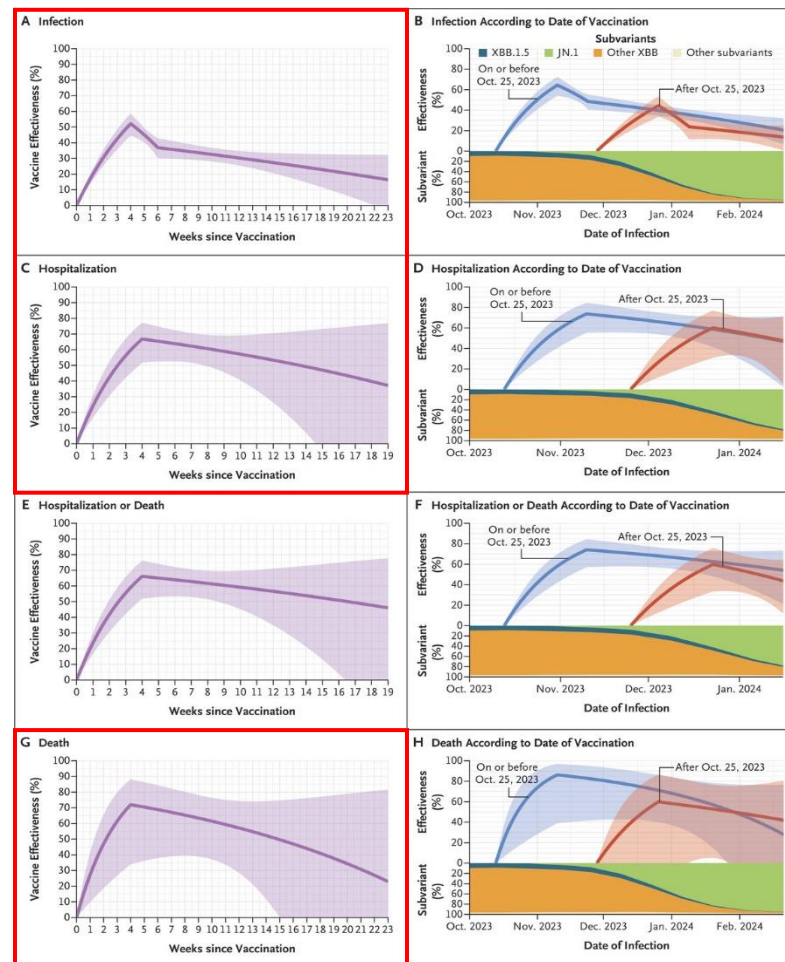 A Infection
Vaccine Effectiveness (%)
100
90
80
70
60
50
40
30
20
10
0
0 1 2 3 4 5 6 7 8 9 10 11 12 13 14 15 16 17 18 19 20 21 22 23
Weeks since Vaccination
B Infection According to Date of Vaccination
Subvariants
XBB.1.5 JN.1 Other XBB Other subvariants
On or before
Oct. 25, 2023
After Oct. 25, 2023
Effectiveness
(%)
100
80
60
40
20
0
Subvariant
(%)
20
40
60
80
100
Oct. 2023 Nov. 2023 Dec. 2023 Jan. 2024 Feb. 2024
Date of Infection
C Hospitalization
Vaccine Effectiveness (%)
100
90
80
70
60
50
40
30
20
10
0
0 1 2 3 4 5 6 7 8 9 10 11 12 13 14 15 16 17 18 19
Weeks since Vaccination
D Hospitalization According to Date of Vaccination
On or before
Oct. 25, 2023
After Oct. 25, 2023
Effectiveness
(%)
100
80
60
40
20
0
Subvariant
(%)
20
40
60
80
100
Oct. 2023 Nov. 2023 Dec. 2023 Jan. 2024
Date of Infection
E Hospitalization or Death
Vaccine Effectiveness (%)
100
90
80
70
60
50
40
30
20
10
0
0 1 2 3 4 5 6 7 8 9 10 11 12 13 14 15 16 17 18 19
Weeks since Vaccination
F Hospitalization or Death According to Date of Vaccination
On or before
Oct. 25, 2023
After Oct. 25, 2023
Effectiveness
(%)
100
80
60
40
20
0
Subvariant
(%)
20
40
60
80
100
Oct. 2023 Nov. 2023 Dec. 2023 Jan. 2024
Date of Infection
G Death
Vaccine Effectiveness (%)
100
90
80
70
60
50
40
30
20
10
0
0 1 2 3 4 5 6 7 8 9 10 11 12 13 14 15 16 17 18 19 20 21 22 23
Weeks since Vaccination
H Death According to Date of Vaccination
On or before
Oct. 25, 2023
After Oct. 25, 2023
Effectiveness
(%)
100
80
60
40
20
0
Subvariant
(%)
20
40
60
80
100
Oct. 2023 Nov. 2023 Dec. 2023 Jan. 2024 Feb. 2024
Date of Infection